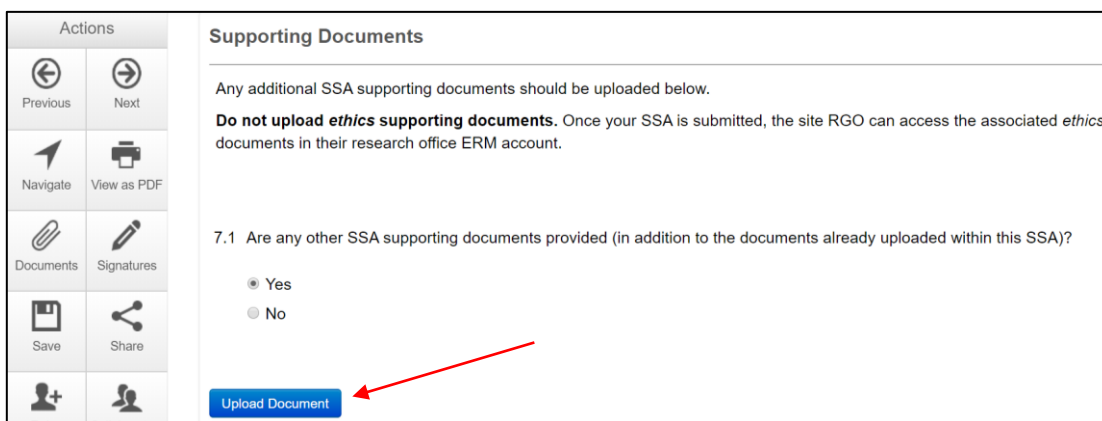 Actions
Previous Next
Navigate View as PDF
Documents Signatures
Save Share
Supporting Documents
Any additional SSA supporting documents should be uploaded below.
Do not upload ethics supporting documents. Once your SSA is submitted, the site RGO can access the associated ethics
documents in their research office ERM account.
7.1 Are any other SSA supporting documents provided (in addition to the documents already uploaded within this SSA)?
Yes
No
Upload Document